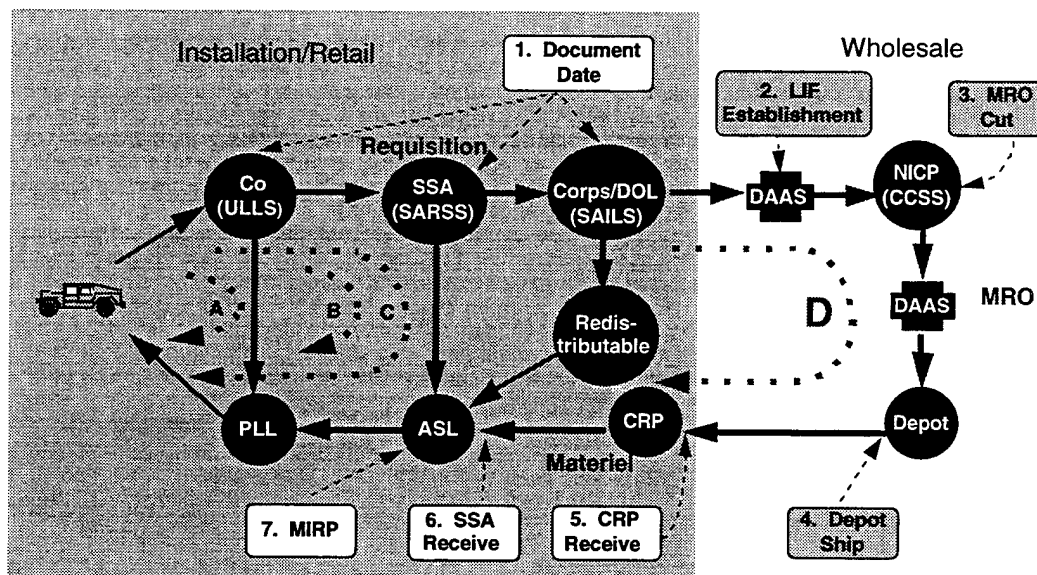 Installation/Retail
Wholesale
1. Document
Date
2. LIF
Establishment
3. MRO
Cut
Requisition
Co
(ULLS)
SSA
(SARSS)
Corps/DOL
(SAILS)
DAAS
NICP
(CCSS)
A
B
C
D
DAAS
MRO
Redis-
tributable
PLL
ASL
CRP
Depot
Materiel
7. MIRP
6. SSA
Receive
5. CRP
Receive
4. Depot
Ship